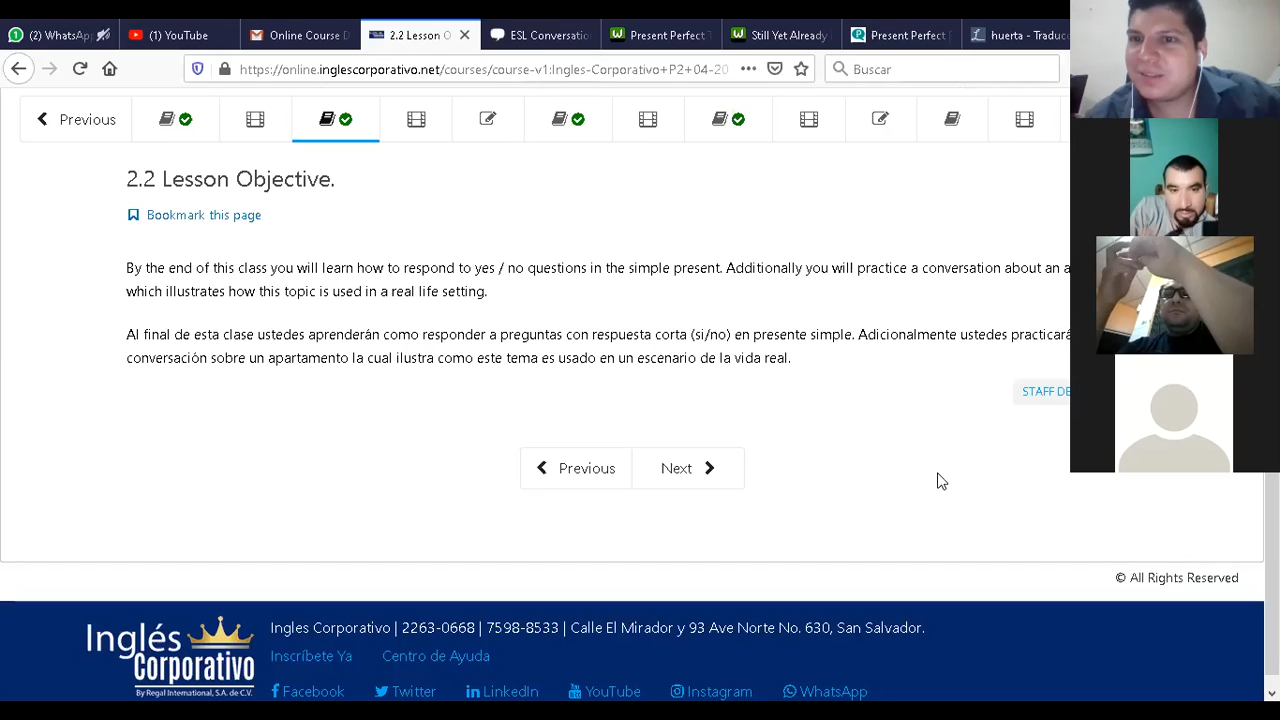 (2) WhatsApp
(1) YouTube
Online Course D
2.2 Lesson O
ESL Conversatio
Present Perfect T
Still Yet Already
Present Perfect [
huerta - Traduc
https://online.inglescorporativo.net/courses/course-v1:Ingles-Corporativo+P2+04-20
Buscar
Previous
2.2 Lesson Objective.
Bookmark this page
By the end of this class you will learn how to respond to yes / no questions in the simple present. Additionally you will practice a conversation about an a
which illustrates how this topic is used in a real life setting.
Al final de esta clase ustedes aprenderán como responder a preguntas con respuesta corta (si/no) en presente simple. Adicionalmente ustedes practicará
conversación sobre un apartamento la cual ilustra como este tema es usado en un escenario de la vida real.
STAFF DE
Previous
Next
© All Rights Reserved
Inglés
Corporativo
By Regal International, S.A. de C.V.
Ingles Corporativo | 2263-0668 | 7598-8533 | Calle El Mirador y 93 Ave Norte No. 630, San Salvador.
Inscríbete Ya
Centro de Ayuda
Facebook
Twitter
LinkedIn
YouTube
Instagram
WhatsApp